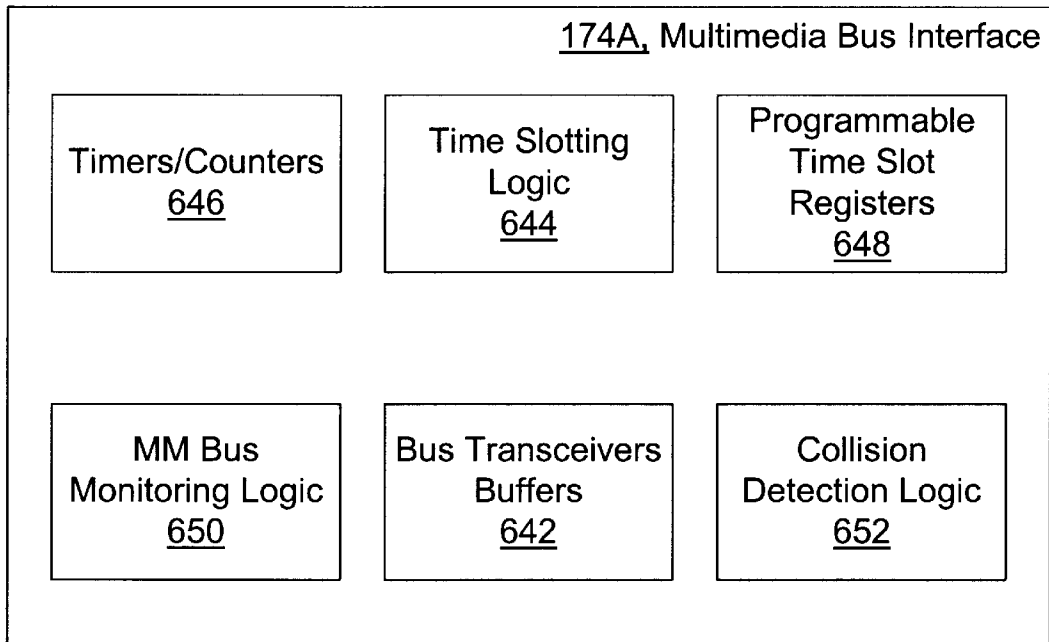 174A, Multimedia Bus Interface
Timers/Counters
646
Time Slotting
Logic
644
Programmable
Time Slot
Registers
648
MM Bus
Monitoring Logic
650
Bus Transceivers
Buffers
642
Collision
Detection Logic
652